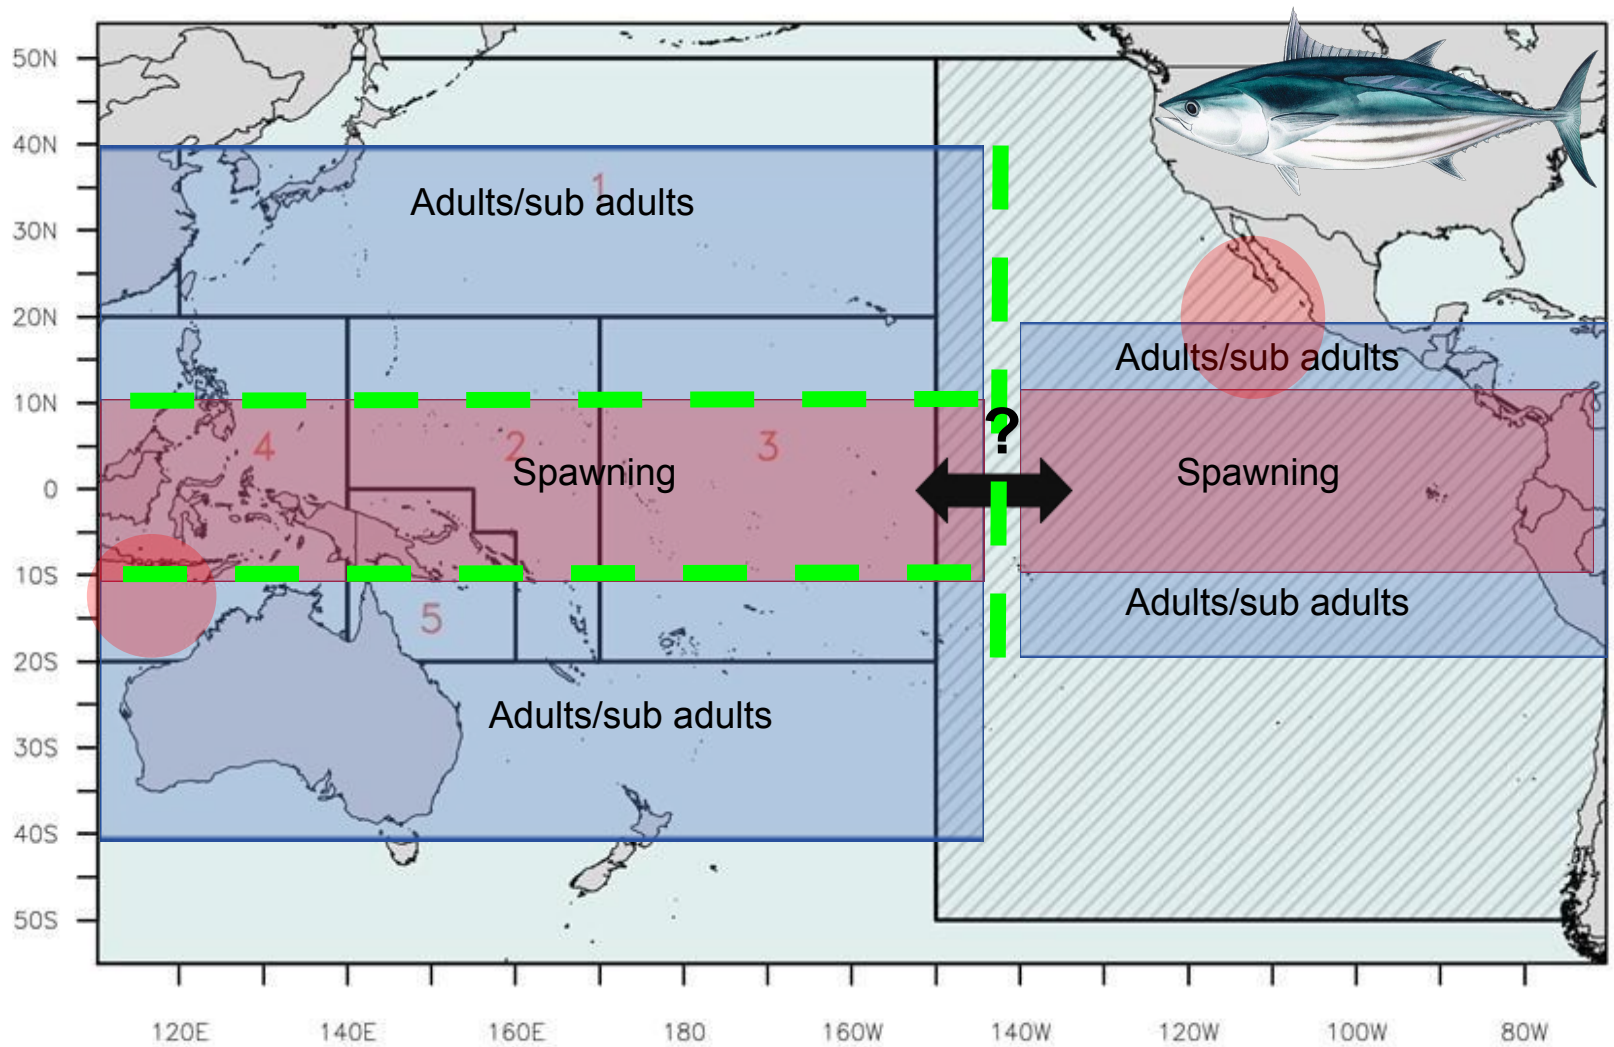 50N
40N
1
Adults/sub adults
30N
20N
Adults/sub adults
10N
?
4
2
3
Spawning
Spawning
0
10S
Adults/sub adults
5
20S
Adults/sub adults
30S
40S
50S
120E 140E 160E 180 160W 140W 120W 100W 80W